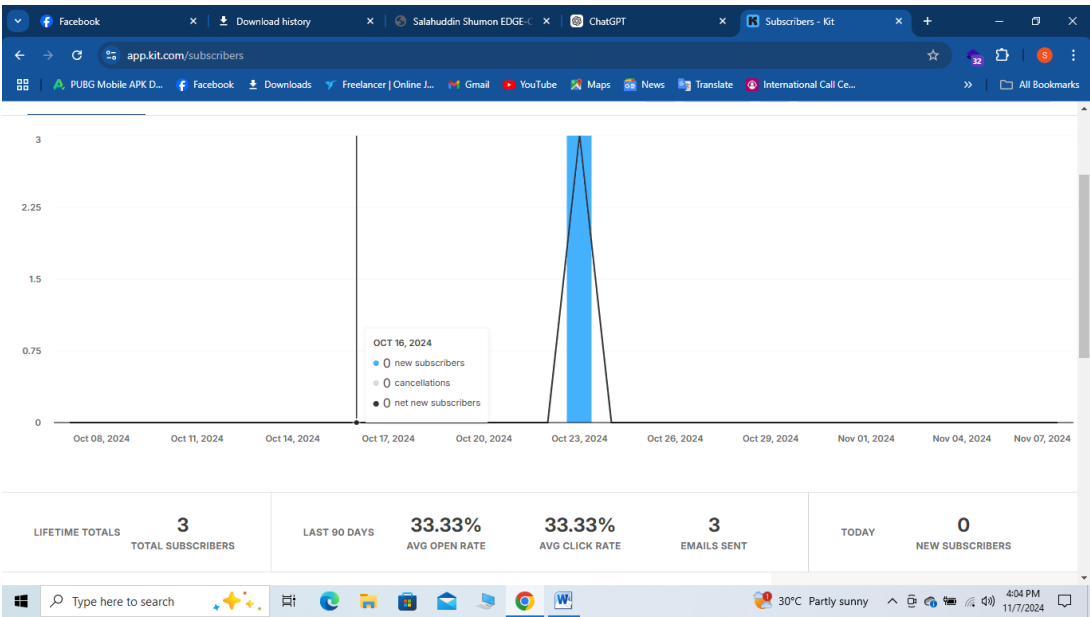 Facebook
Download history
Salahuddin Shumon EDGE-C
ChatGPT
Subscribers - Kit
app.kit.com/subscribers
32
S
PUBG Mobile APK D...
Facebook
Downloads
Freelancer | Online J...
Gmail
YouTube
Maps
News
Translate
International Call Ce...
»
All Bookmarks
3
2.25
1.5
0.75
0
OCT 16, 2024
0 new subscribers
0 cancellations
0 net new subscribers
Oct 08, 2024 Oct 11, 2024 Oct 14, 2024 Oct 17, 2024 Oct 20, 2024 Oct 23, 2024 Oct 26, 2024 Oct 29, 2024 Nov 01, 2024 Nov 04, 2024 Nov 07, 2024
LIFETIME TOTALS
3
TOTAL SUBSCRIBERS
LAST 90 DAYS
33.33%
AVG OPEN RATE
33.33%
AVG CLICK RATE
3
EMAILS SENT
TODAY
0
NEW SUBSCRIBERS
Type here to search
30°C Partly sunny
4:04 PM
11/7/2024